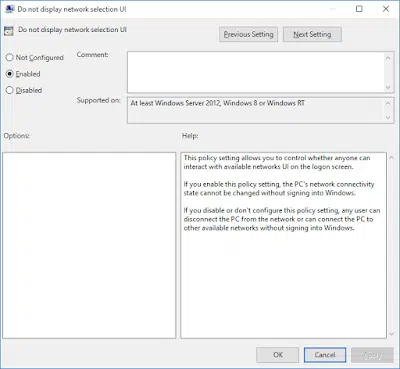 Do not display network selection UI
Do not display network selection UI
Previous Setting
Next Setting
Not Configured
Comment:
Enabled
Disabled
Supported on:
At least Windows Server 2012, Windows 8 or Windows RT
Options:
Help:
This policy setting allows you to control whether anyone can
interact with available networks UI on the logon screen.
If you enable this policy setting, the PC's network connectivity
state cannot be changed without signing into Windows.
If you disable or don't configure this policy setting, any user can
disconnect the PC from the network or can connect the PC to
other available networks without signing into Windows.
OK
Cancel
Apply